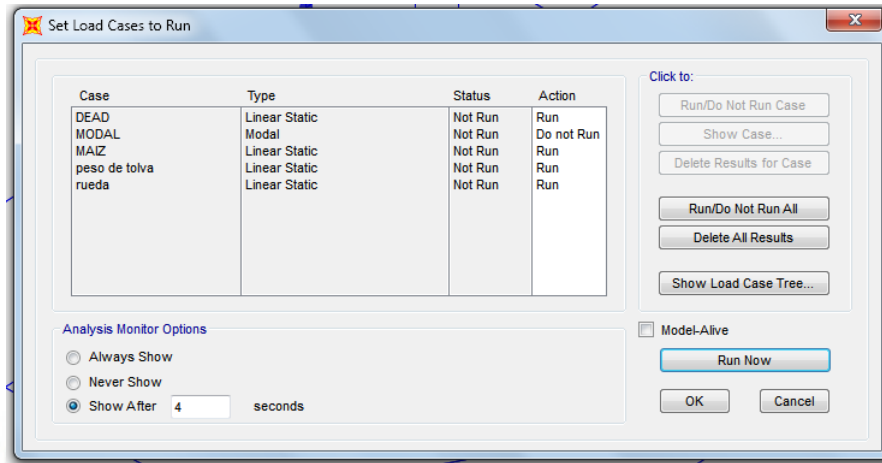 Set Load Cases to Run
Click to:
Case Type Status Action
DEAD Linear Static Not Run Run
MODAL Modal Not Run Do not Run
MAIZ Linear Static Not Run Run
peso de tolva Linear Static Not Run Run
rueda Linear Static Not Run Run
Run/Do Not Run Case
Show Case...
Delete Results for Case
Run/Do Not Run All
Delete All Results
Show Load Case Tree...
Analysis Monitor Options
Always Show
Never Show
Show After 4 seconds
Model-Alive
Run Now
OK Cancel